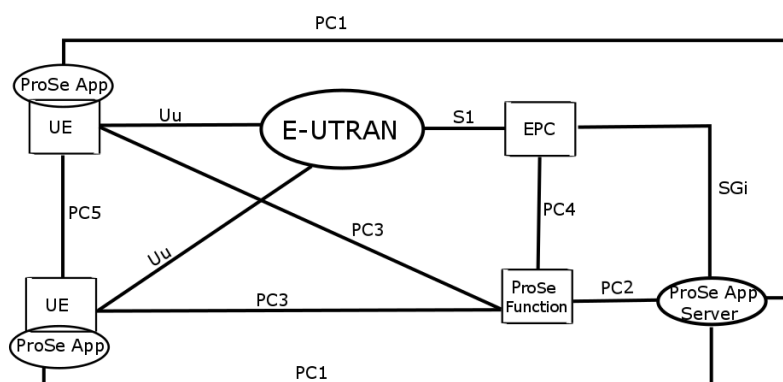 PC1
ProSe App
UE
Uu
E-UTRAN
S1
EPC
SGi
PC5
PC4
PC3
Uu
UE
PC3
ProSe
Function
PC2
ProSe App
Server
ProSe App
PC1